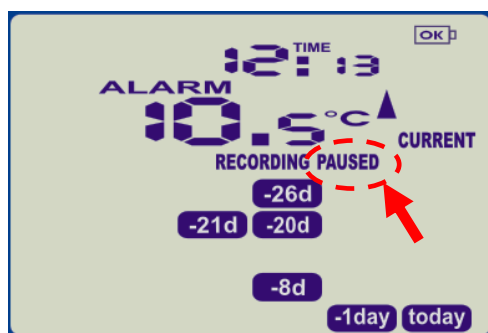 OK
TIME
12:13
ALARM
10.5°C
CURRENT
RECORDING PAUSED
-26d
-21d -20d
-8d
-1day today